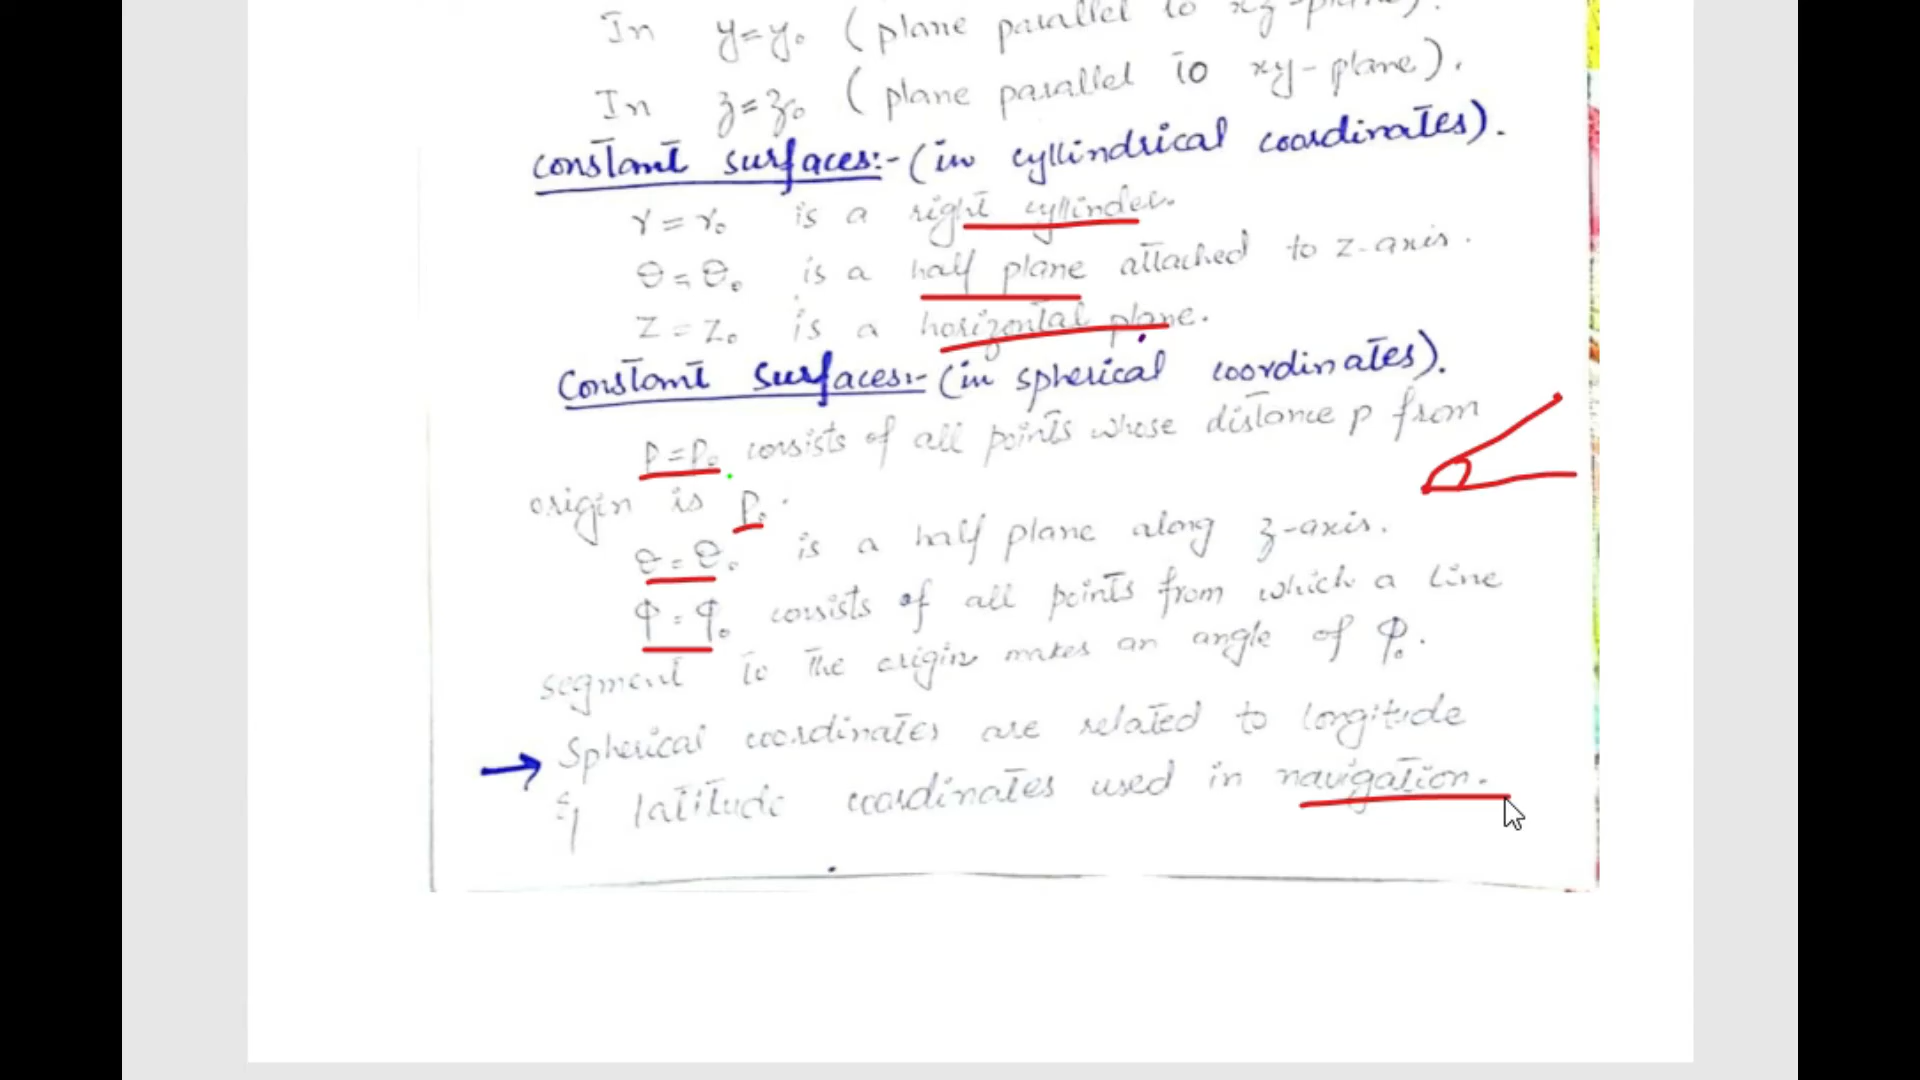 In y=y₀ (plane parallel to xz-plane).
In z=z₀ (plane parallel to xy-plane).
Constant surfaces:-(in cyllindrical coordinates).
r=r₀ is a right cyllinder.
θ=θ₀ is a half plane attached to z-axis.
Z=Z₀ is a horizontal plane.
Constant surfaces:-(in spherical coordinates).
ρ=ρ₀ consists of all points whose distance ρ from
origin is ρ₀.
θ=θ₀ is a half plane along z-axis.
φ=φ₀ consists of all points from which a line
segment to the origin makes an angle of φ₀.
→ Spherical coordinates are related to longitude
& latitude coordinates used in navigation.